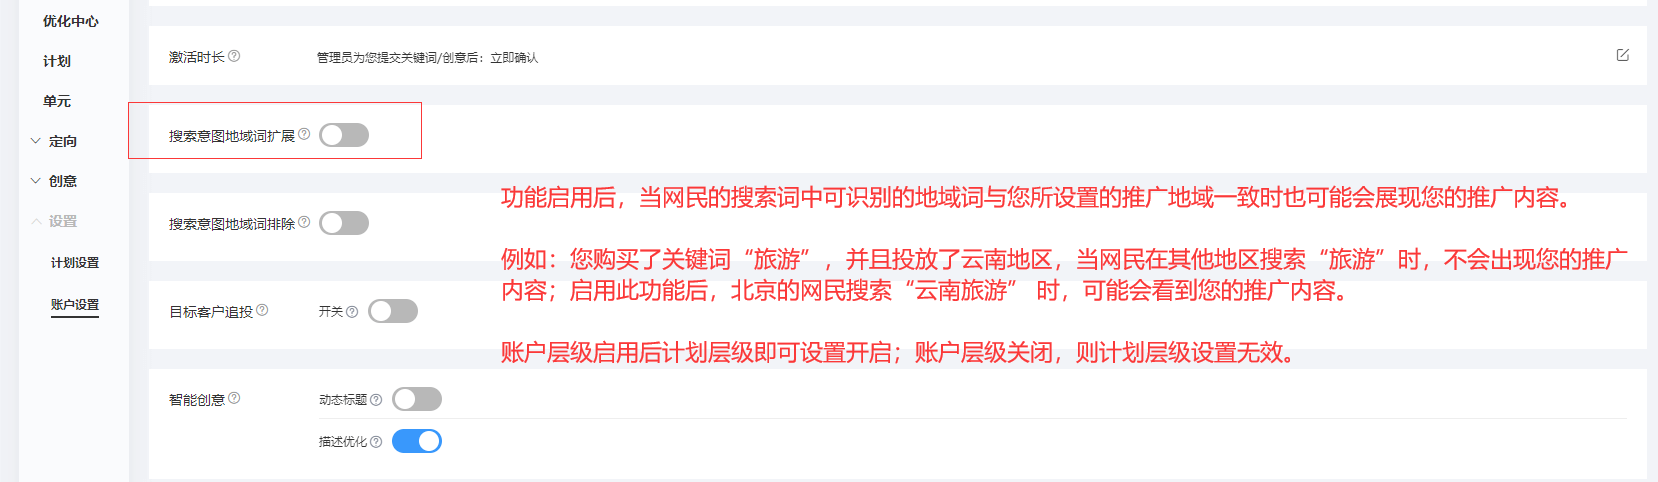 优化中心
计划
单元
定向
创意
设置
计划设置
账户设置
激活时长
管理员为您提交关键词/创意后：立即确认
搜索意图地域词扩展
搜索意图地域词排除
目标客户追投
开关
智能创意
动态标题
描述优化
功能启用后，当网民的搜索词中可识别的地域词与您所设置的推广地域一致时也可能会展现您的推广内容。
例如：您购买了关键词“旅游”，并且投放了云南地区，当网民在其他地区搜索“旅游”时，不会出现您的推广
内容；启用此功能后，北京的网民搜索“云南旅游” 时，可能会看到您的推广内容。
账户层级启用后计划层级即可设置开启；账户层级关闭，则计划层级设置无效。